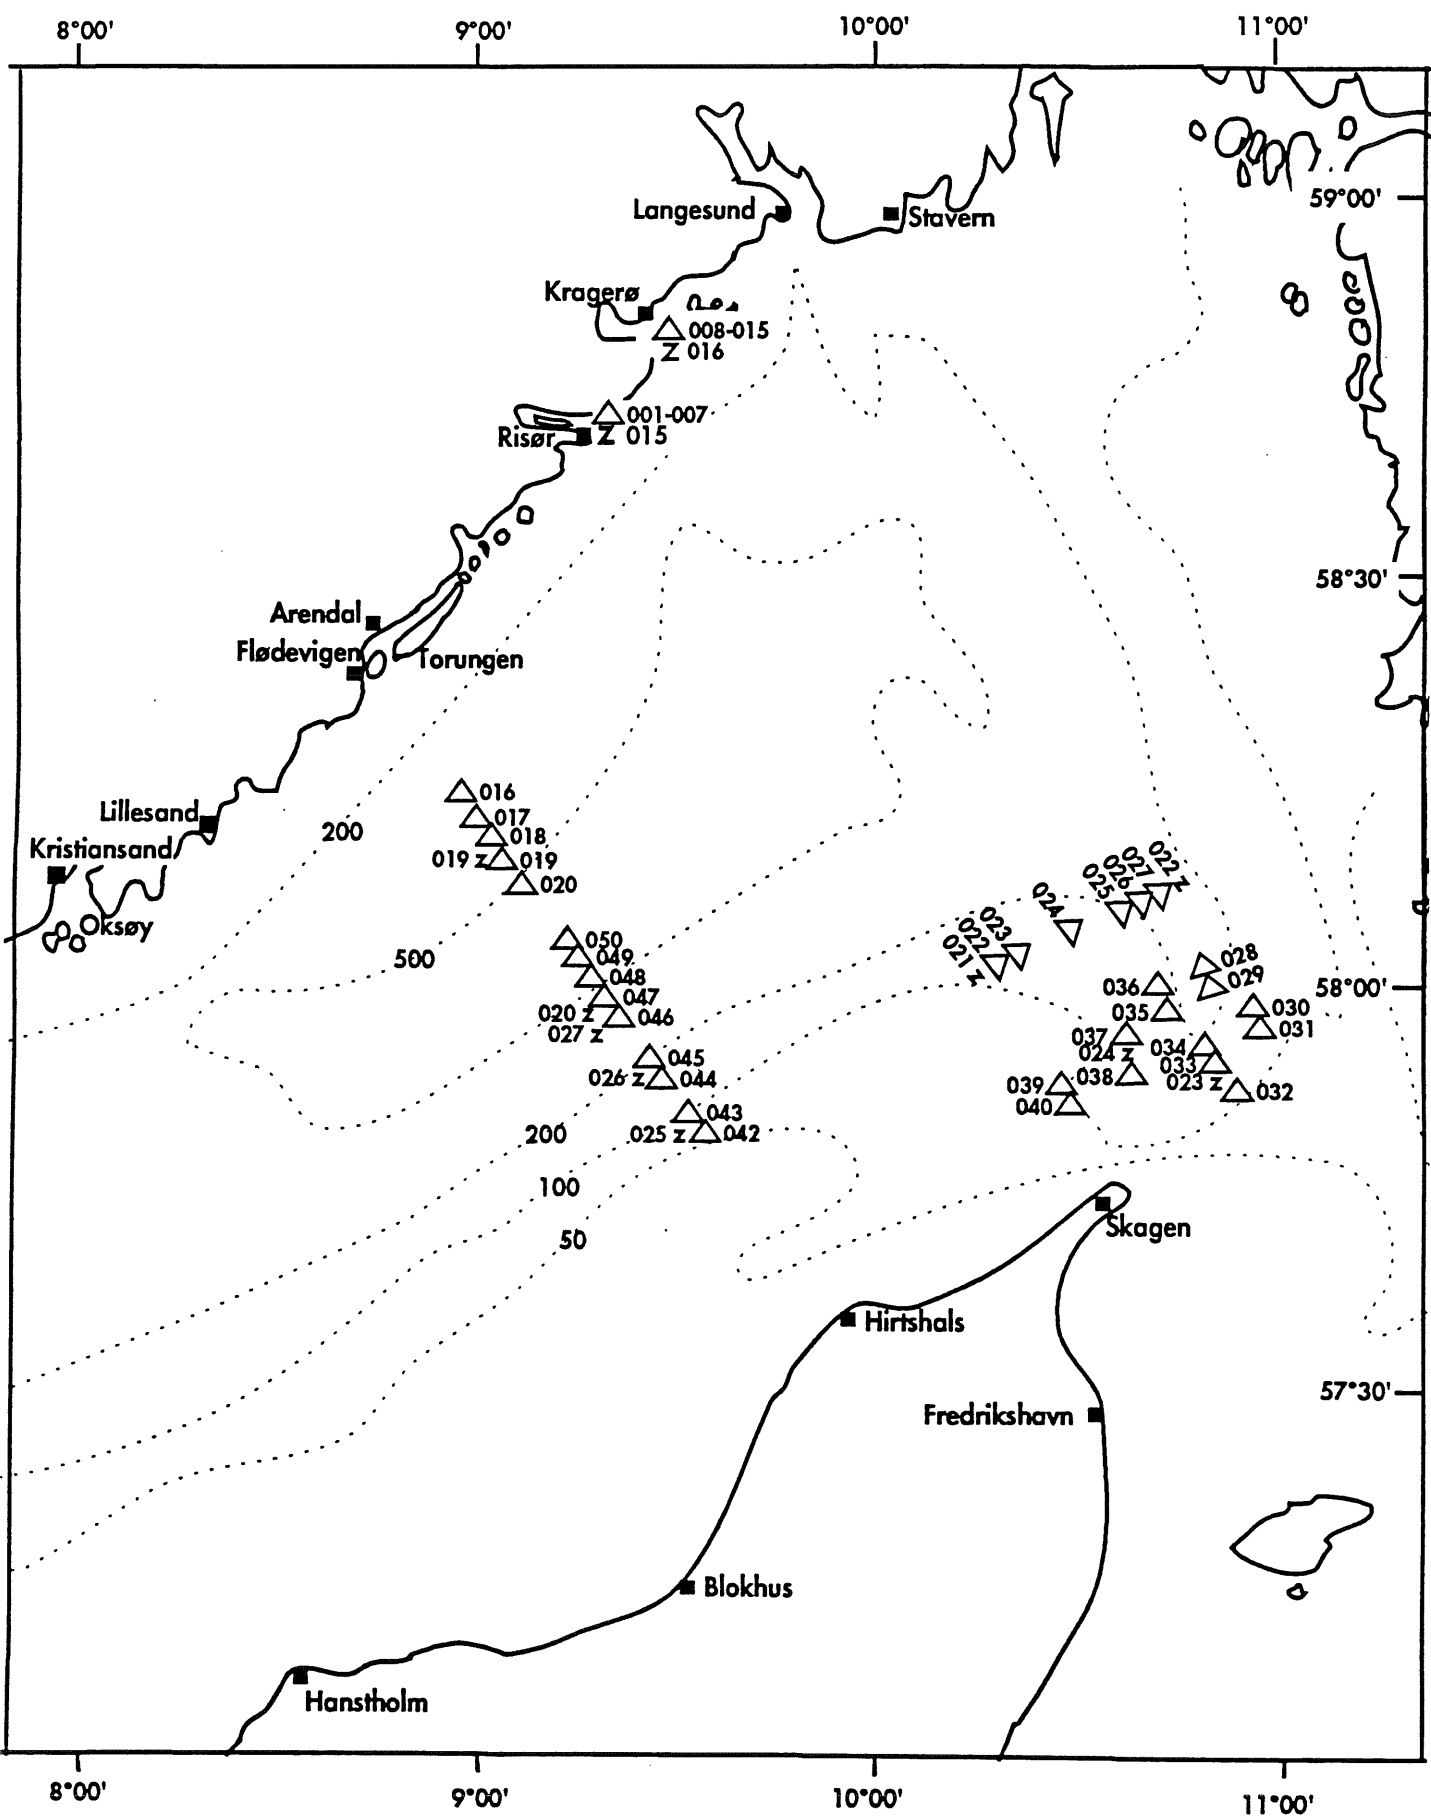 8°00' 9°00' 10°00' 11°00'
59°00'
Langesund
Stavern
Kragerø
008-015
Z 016
001-007
Risør Z 015
58°30'
Arendal
Flødevigen
Torungen
016
Lillesand
017
200
018
Kristiansand
019 z 019
020
022 z
027
026
025
024
Oksøy
023
022
021 z
050
049
500
048
028
029
036
58°00'
047
020 z 046
027 z
030
035
031
037
024 z
034
033
045
026 z 044
038
023 z
039
032
040
043
200
025 z 042
100
Skagen
50
Hirtshals
57°30'
Fredrikshavn
Blokhus
Hanstholm
8°00' 9°00' 10°00' 11°00'